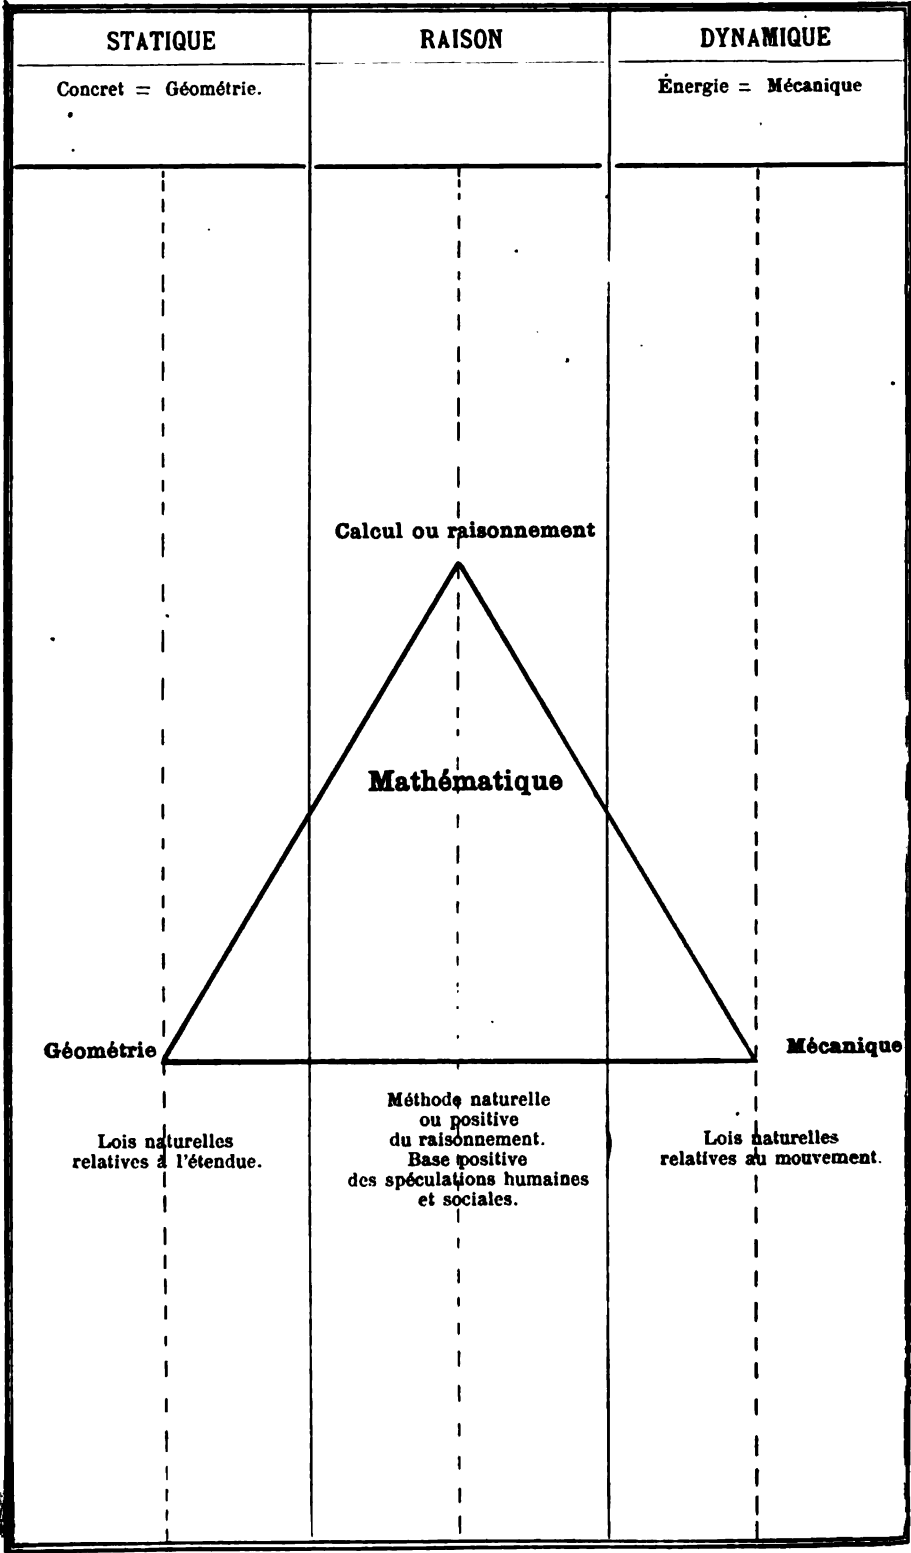 STATIQUE
RAISON
DYNAMIQUE
Concret = Géométrie.
Énergie = Mécanique
Calcul ou raisonnement
Mathématique
Géométrie
Mécanique
Lois naturelles
relatives à l'étendue.
Méthode naturelle
ou positive
du raisonnement.
Base positive
des spéculations humaines
et sociales.
Lois naturelles
relatives au mouvement.